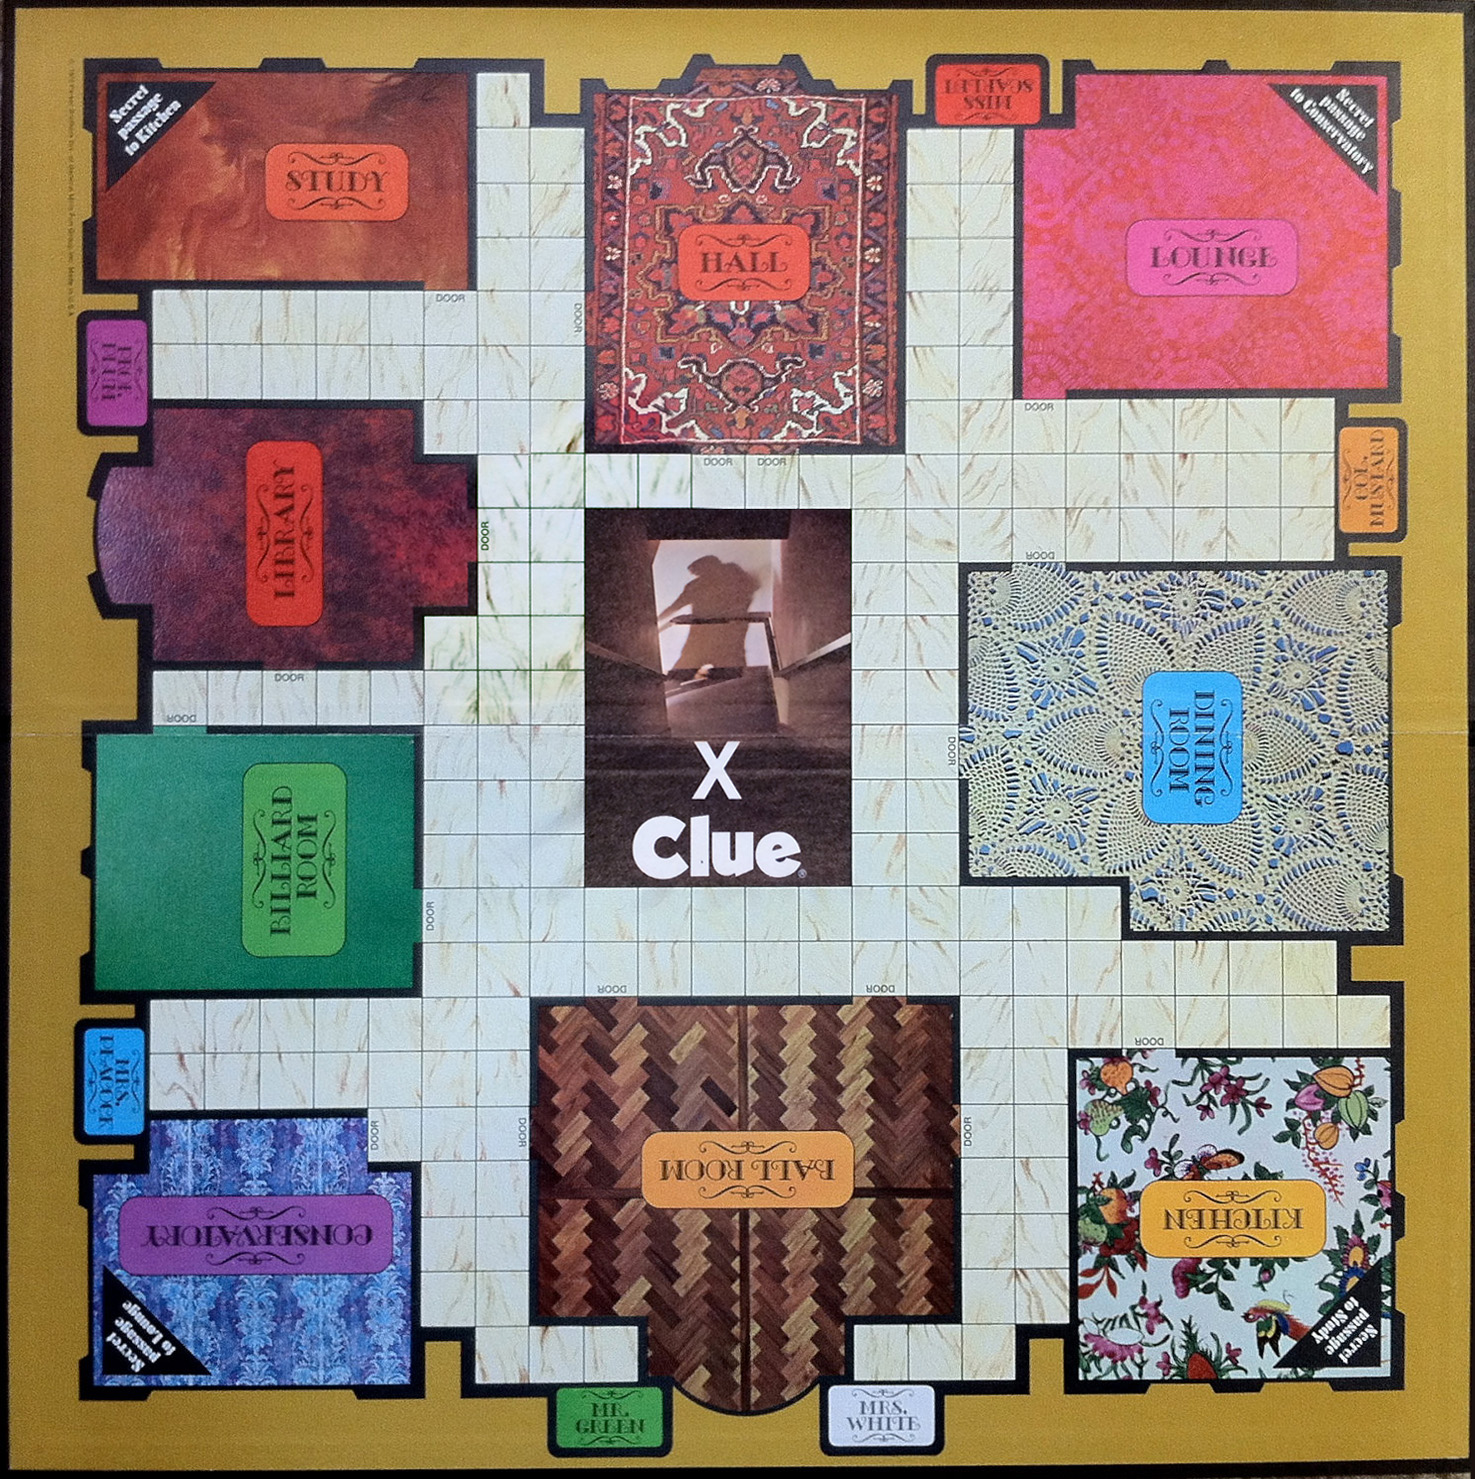 Secret
passage
to Kitchen
STUDY
HALL
MISS
SCARLET
LOUNGE
Secret
passage
to Conservatory
DOOR
DOOR
PROF.
PLUM
LIBRARY
DOOR
DOOR
DOOR
DOOR
COL.
MUSTARD
DOOR
DOOR
DOOR
DOOR
DINING
ROOM
X
Clue®
BILLIARD
ROOM
DOOR
DOOR
DOOR
DOOR
MRS.
PEACOCK
DOOR
DOOR
DOOR
BALL ROOM
CONSERVATORY
KITCHEN
Secret
passage
to Lounge
Secret
passage
to Study
MR.
GREEN
MRS.
WHITE